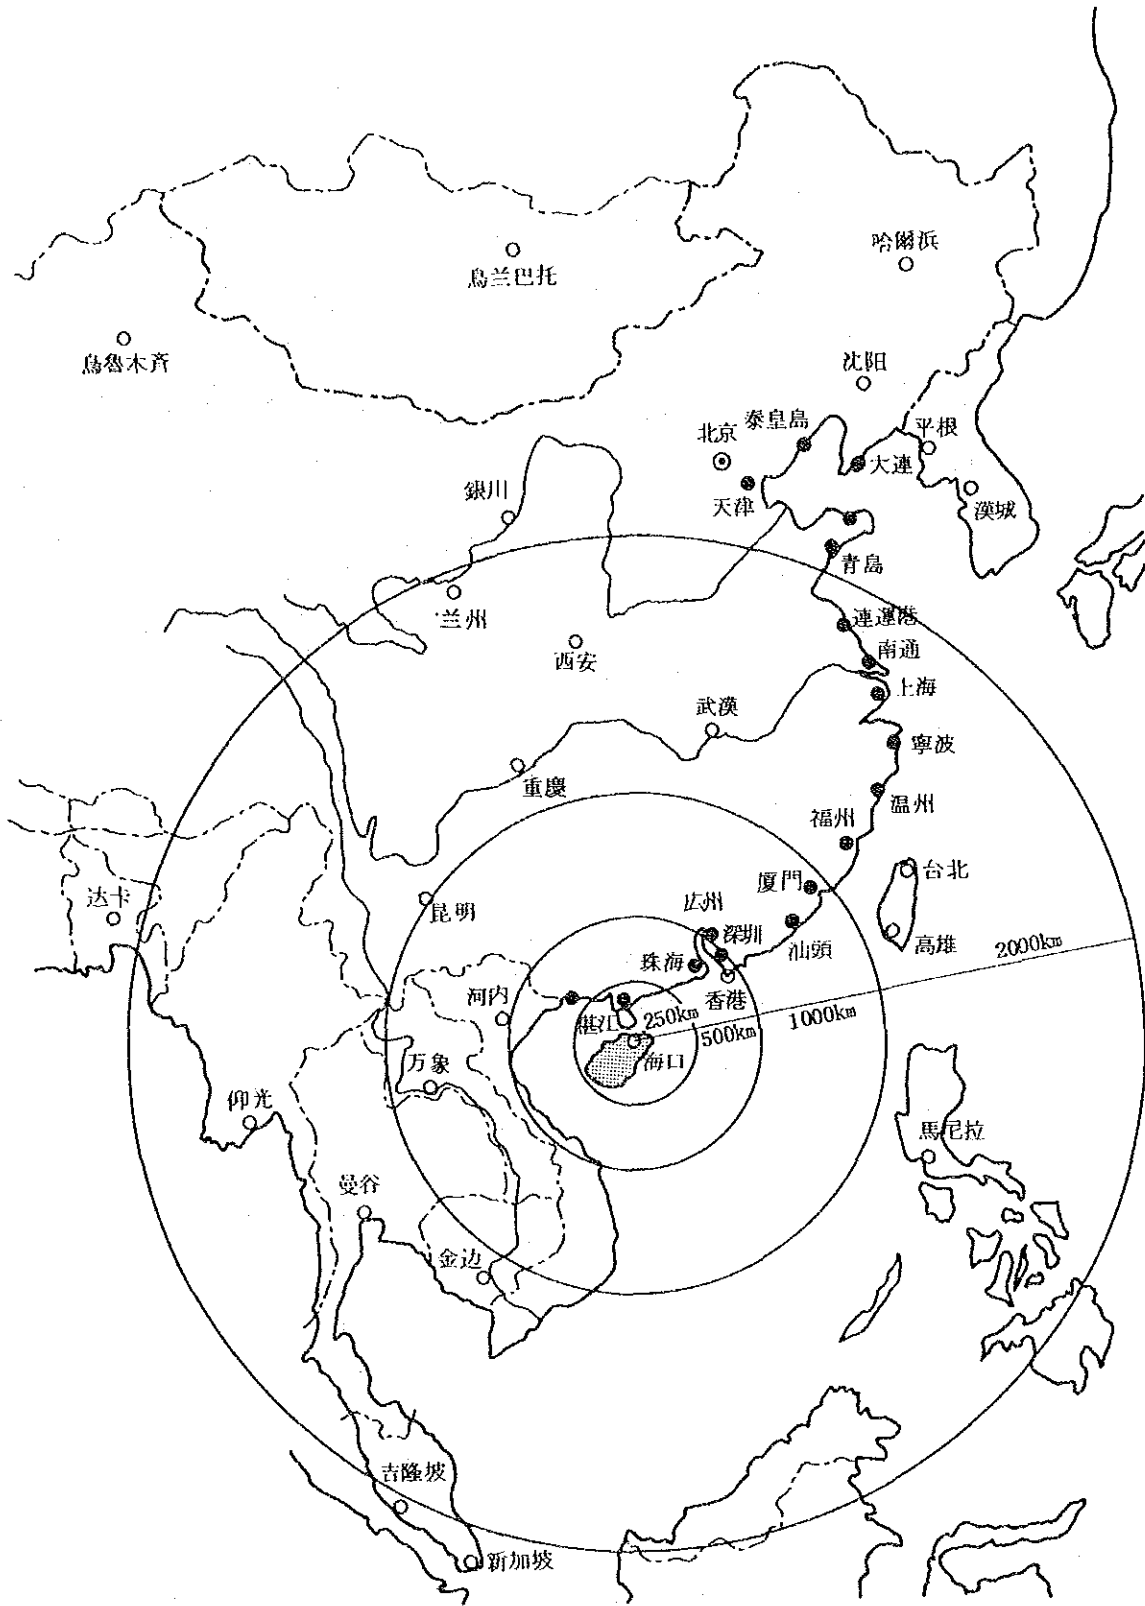 哈爾浜
烏兰巴托
烏魯木斉
沈阳
泰皇島
北京
平根
大連
銀川
天津
漢城
青島
兰州
連運港
西安
南通
上海
武漢
寧波
重慶
温州
福州
台北
厦門
达卡
昆明
広州
深圳
汕頭
高雄
2000km
珠海
河内
香港
湛江
250km
1000km
500km
海口
万象
仰光
馬尼拉
曼谷
金边
吉隆坡
新加坡